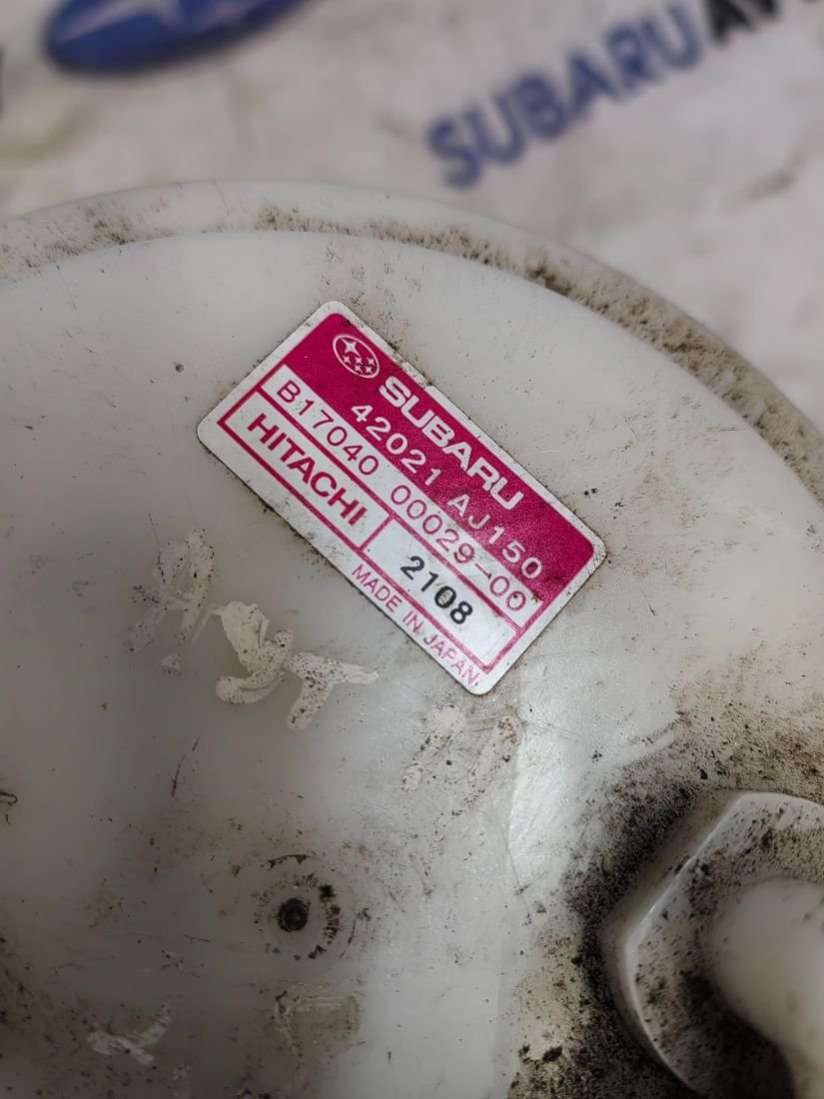 SUBARU
SUBARU
42021 AJ150
B17040 00029-00
HITACHI
2108
MADE IN JAPAN.